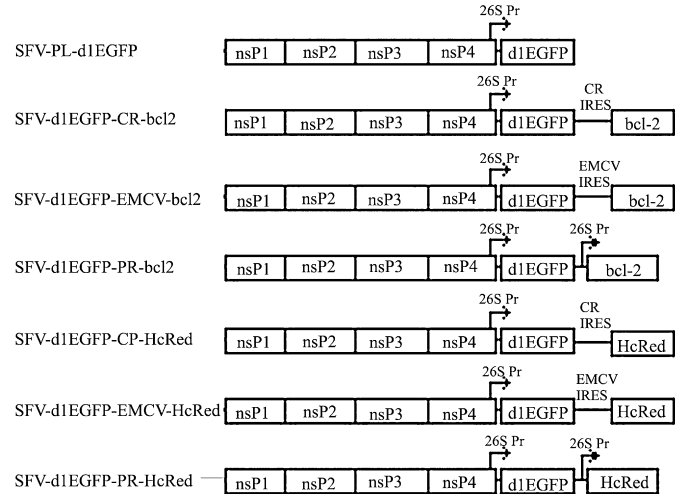 26S Pr
SFV-PL-d1EGFP nsP1 nsP2 nsP3 nsP4 d1EGFP
26S Pr CR IRES
SFV-d1EGFP-CR-bcl2 nsP1 nsP2 nsP3 nsP4 d1EGFP bcl-2
26S Pr EMCV IRES
SFV-d1EGFP-EMCV-bcl2 nsP1 nsP2 nsP3 nsP4 d1EGFP bcl-2
26S Pr 26S Pr
SFV-d1EGFP-PR-bcl2 nsP1 nsP2 nsP3 nsP4 d1EGFP bcl-2
26S Pr CR IRES
SFV-d1EGFP-CP-HcRed nsP1 nsP2 nsP3 nsP4 d1EGFP HcRed
26S Pr EMCV IRES
SFV-d1EGFP-EMCV-HcRed nsP1 nsP2 nsP3 nsP4 d1EGFP HcRed
26S Pr 26S Pr
SFV-d1EGFP-PR-HcRed nsP1 nsP2 nsP3 nsP4 d1EGFP HcRed